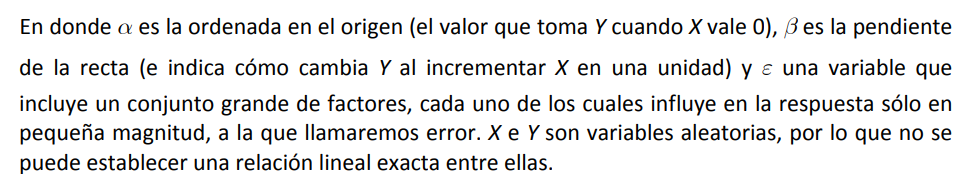 En donde α es la ordenada en el origen (el valor que toma Y cuando X vale 0), β es la pendiente
de la recta (e indica cómo cambia Y al incrementar X en una unidad) y ε una variable que
incluye un conjunto grande de factores, cada uno de los cuales influye en la respuesta sólo en
pequeña magnitud, a la que llamaremos error. X e Y son variables aleatorias, por lo que no se
puede establecer una relación lineal exacta entre ellas.